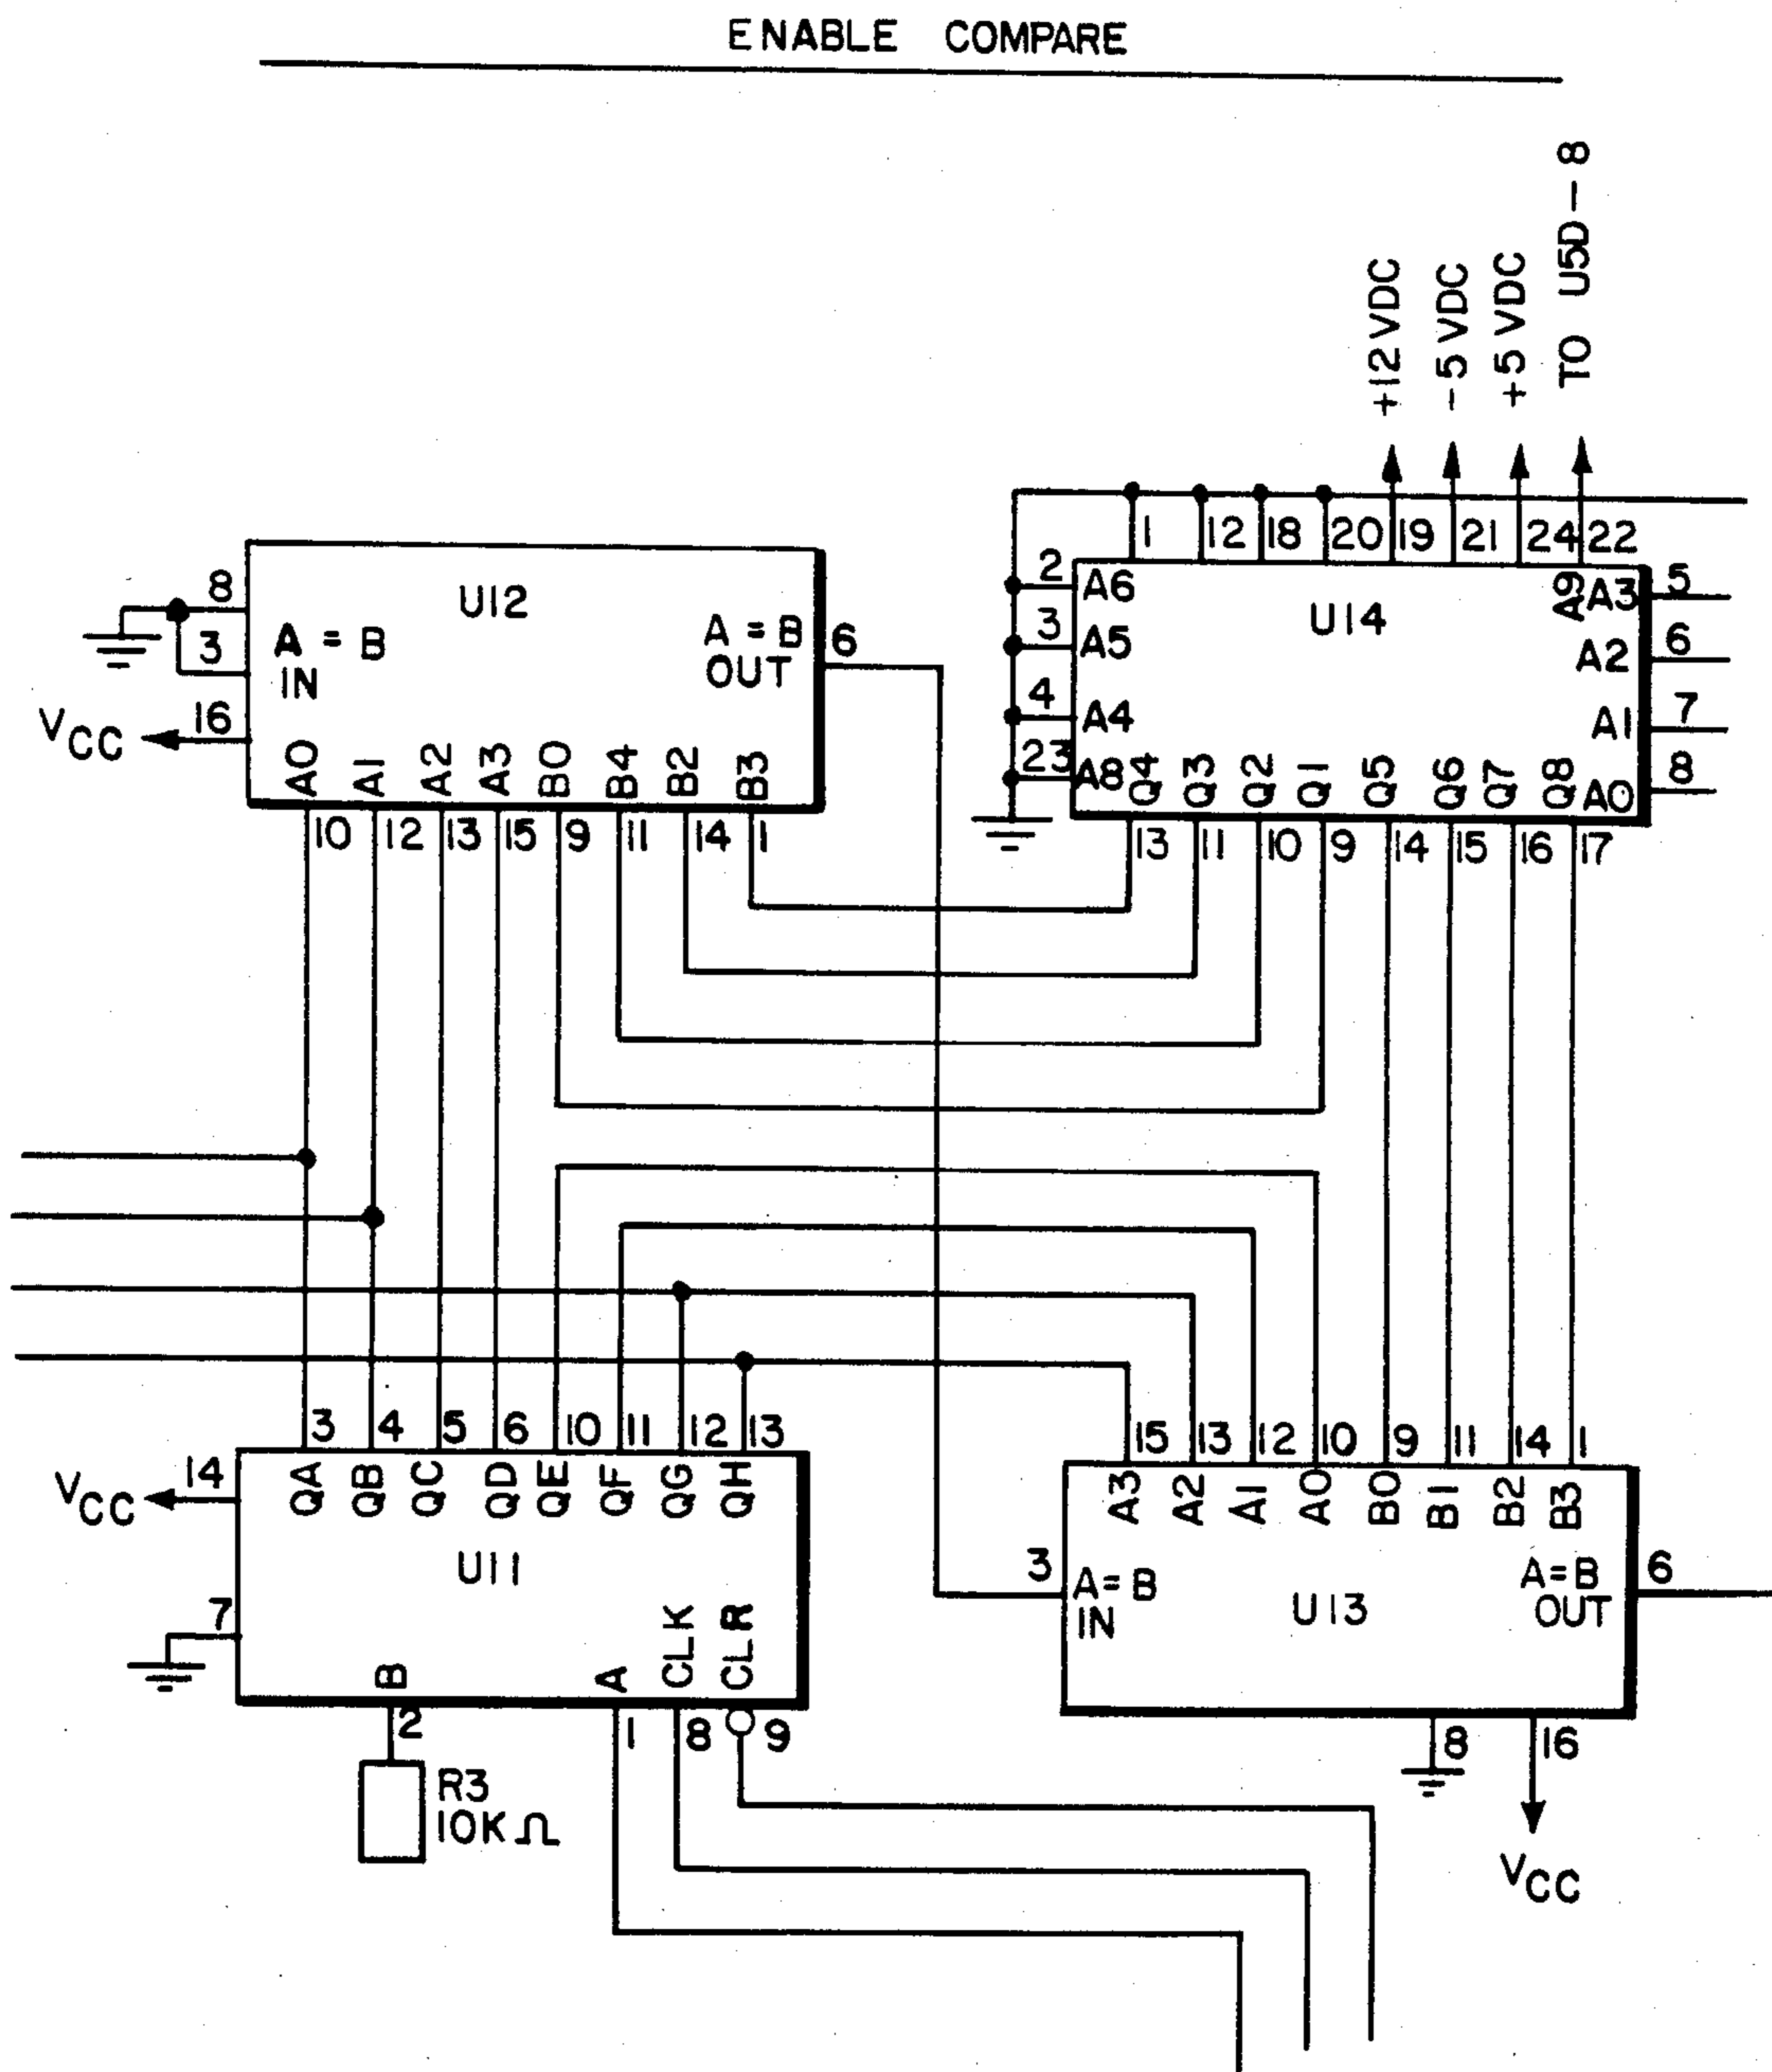 ENABLE COMPARE
+12 VDC
-5 VDC
+5 VDC
TO U5D-8
1 12 18 20 19 21 24 22
8
3
16
VCC
U12
A = B
IN
A = B
OUT
6
A0 A1 A2 A3 B0 B4 B2 B3
10 12 13 15 9 11 14 1
2
3
4
23
A6
A5
A4
A8
U14
A9
A3 5
A2 6
A1 7
A0 8
Q4 Q3 Q2 Q1 Q5 Q6 Q7 Q8
13 11 10 9 14 15 16 17
3 4 5 6 10 11 12 13
QA QB QC QD QE QF QG QH
VCC
14
7
U11
B A CLK CLR
2 1 8 9
R3
10K Ω
15 13 12 10 9 11 14 1
A3 A2 A1 A0 B0 B1 B2 B3
3
A=B
IN
U13
A=B
OUT
6
8 16
VCC